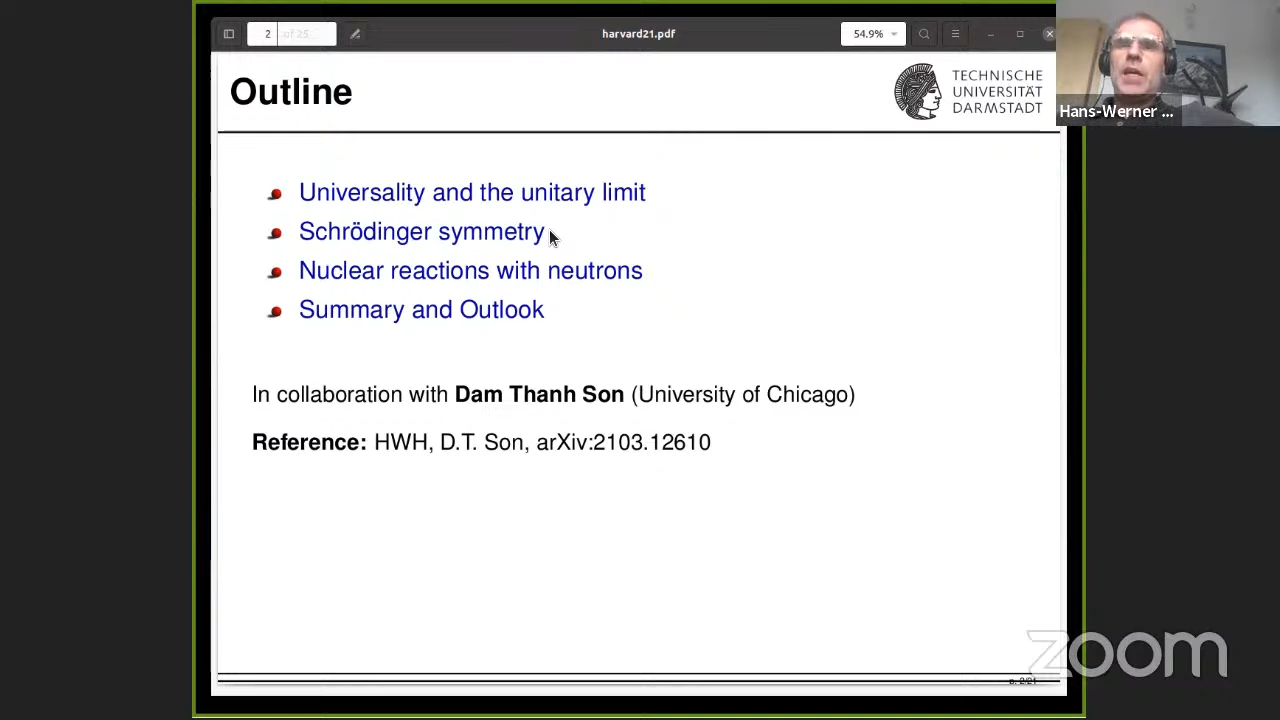 2 of 25
harvard21.pdf
54.9%
Outline
TECHNISCHE
UNIVERSITÄT
DARMSTADT
Hans-Werner ...
Universality and the unitary limit
Schrödinger symmetry
Nuclear reactions with neutrons
Summary and Outlook
In collaboration with Dam Thanh Son (University of Chicago)
Reference: HWH, D.T. Son, arXiv:2103.12610
zoom